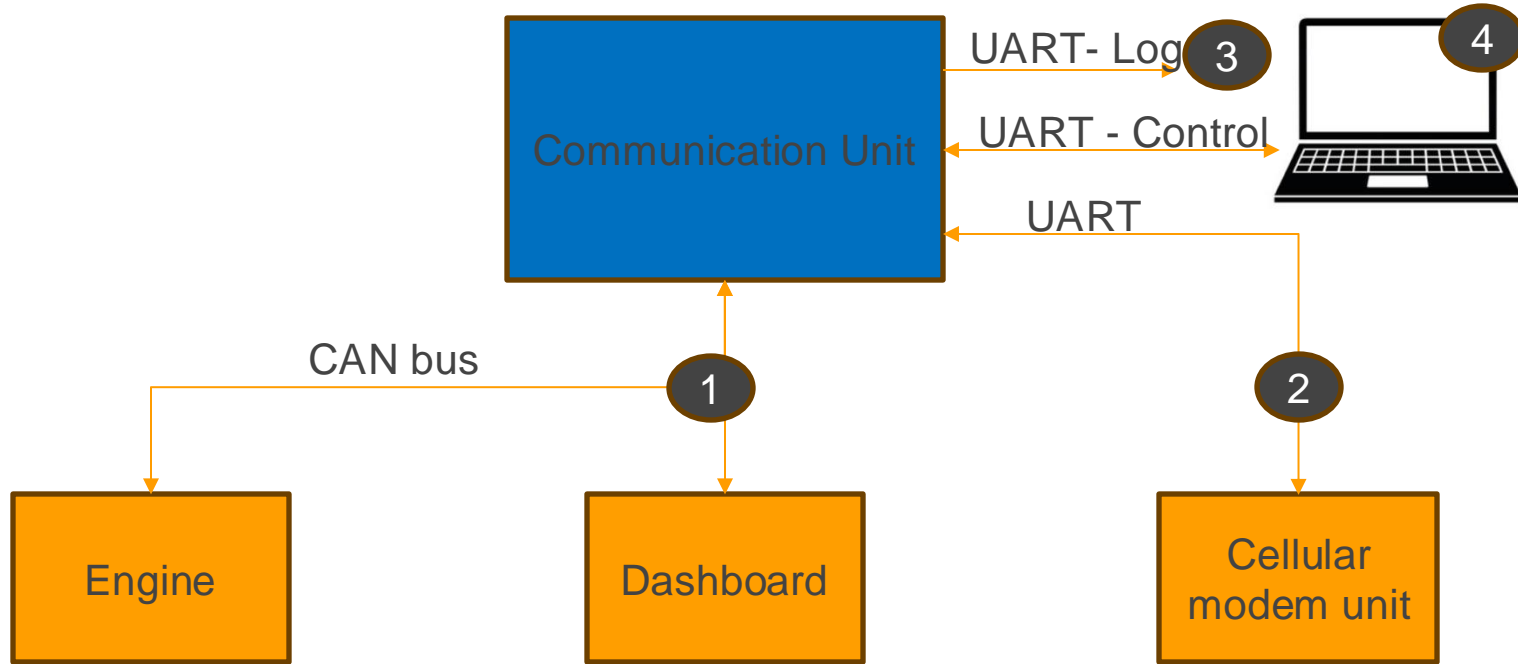 UART- Log
3
4
Communication Unit
UART - Control
UART
CAN bus
1
2
Engine
Dashboard
Cellular
modem unit